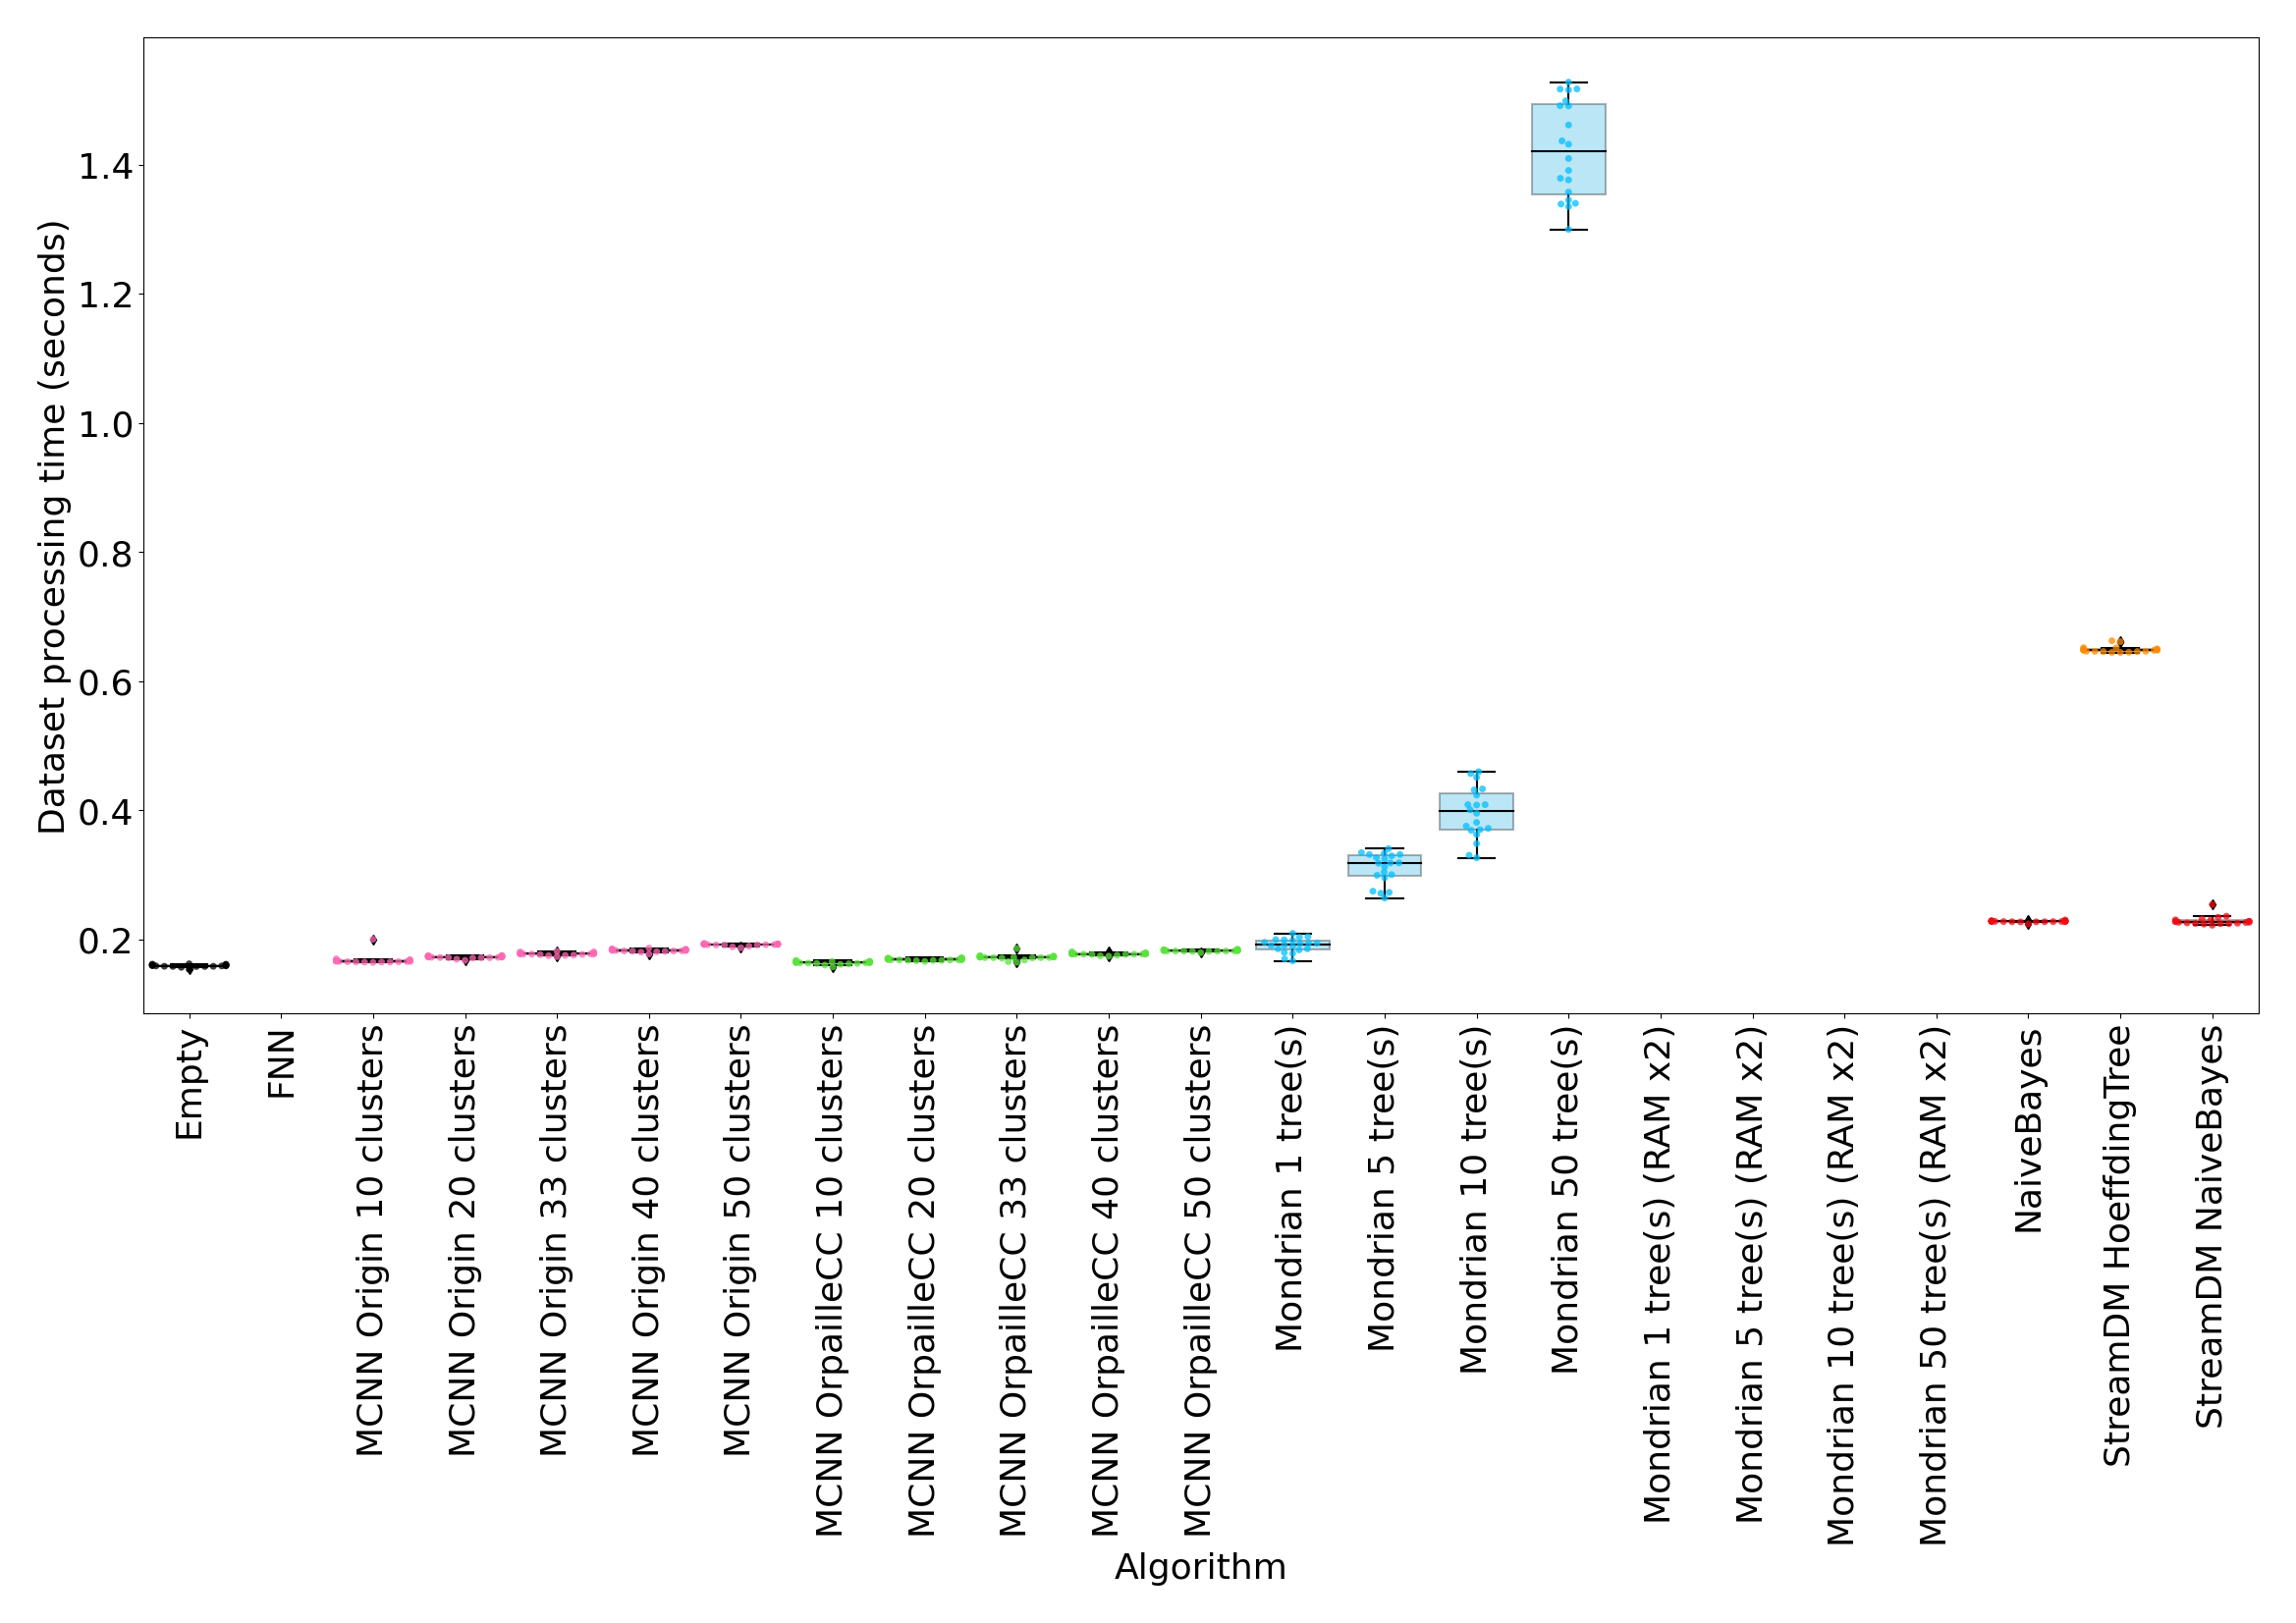 Dataset processing time (seconds)
1.4
1.2
1.0
0.8
0.6
0.4
0.2
Empty
FNN
MCNN Origin 10 clusters
MCNN Origin 20 clusters
MCNN Origin 33 clusters
MCNN Origin 40 clusters
MCNN Origin 50 clusters
MCNN OrpailleCC 10 clusters
MCNN OrpailleCC 20 clusters
MCNN OrpailleCC 33 clusters
MCNN OrpailleCC 40 clusters
MCNN OrpailleCC 50 clusters
Mondrian 1 tree(s)
Mondrian 5 tree(s)
Mondrian 10 tree(s)
Mondrian 50 tree(s)
Mondrian 1 tree(s) (RAM x2)
Mondrian 5 tree(s) (RAM x2)
Mondrian 10 tree(s) (RAM x2)
Mondrian 50 tree(s) (RAM x2)
NaiveBayes
StreamDM HoeffdingTree
StreamDM NaiveBayes
Algorithm